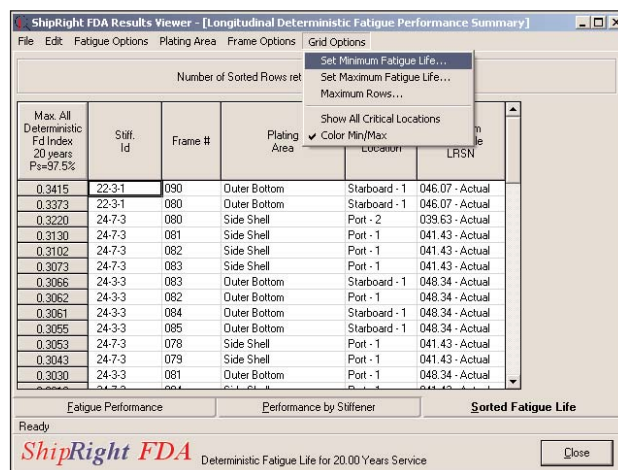 ShipRight FDA Results Viewer - [Longitudinal Deterministic Fatigue Performance Summary]
File Edit Fatigue Options Plating Area Frame Options Grid Options
Set Minimum Fatigue Life...
Set Maximum Fatigue Life...
Maximum Rows...
Show All Critical Locations
✔ Color Min/Max
Number of Sorted Rows ret
Max. All Deterministic Fd Index 20 years Ps=97.5% Stiff. Id Frame # Plating Area Location LRSN
0.3415 22-3-1 090 Outer Bottom Starboard - 1 046.07 - Actual
0.3373 22-3-1 080 Outer Bottom Starboard - 1 046.07 - Actual
0.3220 24-7-3 080 Side Shell Port - 2 039.63 - Actual
0.3130 24-7-3 081 Side Shell Port - 1 041.43 - Actual
0.3102 24-7-3 082 Side Shell Port - 1 041.43 - Actual
0.3073 24-7-3 083 Side Shell Port - 1 041.43 - Actual
0.3066 24-3-3 083 Outer Bottom Starboard - 1 048.34 - Actual
0.3062 24-3-3 082 Outer Bottom Port - 1 048.34 - Actual
0.3061 24-3-3 084 Outer Bottom Starboard - 1 048.34 - Actual
0.3055 24-3-3 085 Outer Bottom Starboard - 1 048.34 - Actual
0.3053 24-7-3 078 Side Shell Port - 1 041.43 - Actual
0.3043 24-7-3 079 Side Shell Port - 1 041.43 - Actual
0.3030 24-3-3 081 Outer Bottom Port - 1 048.34 - Actual
Fatigue Performance Performance by Stiffener Sorted Fatigue Life
Ready
ShipRight FDA Deterministic Fatigue Life for 20.00 Years Service Close